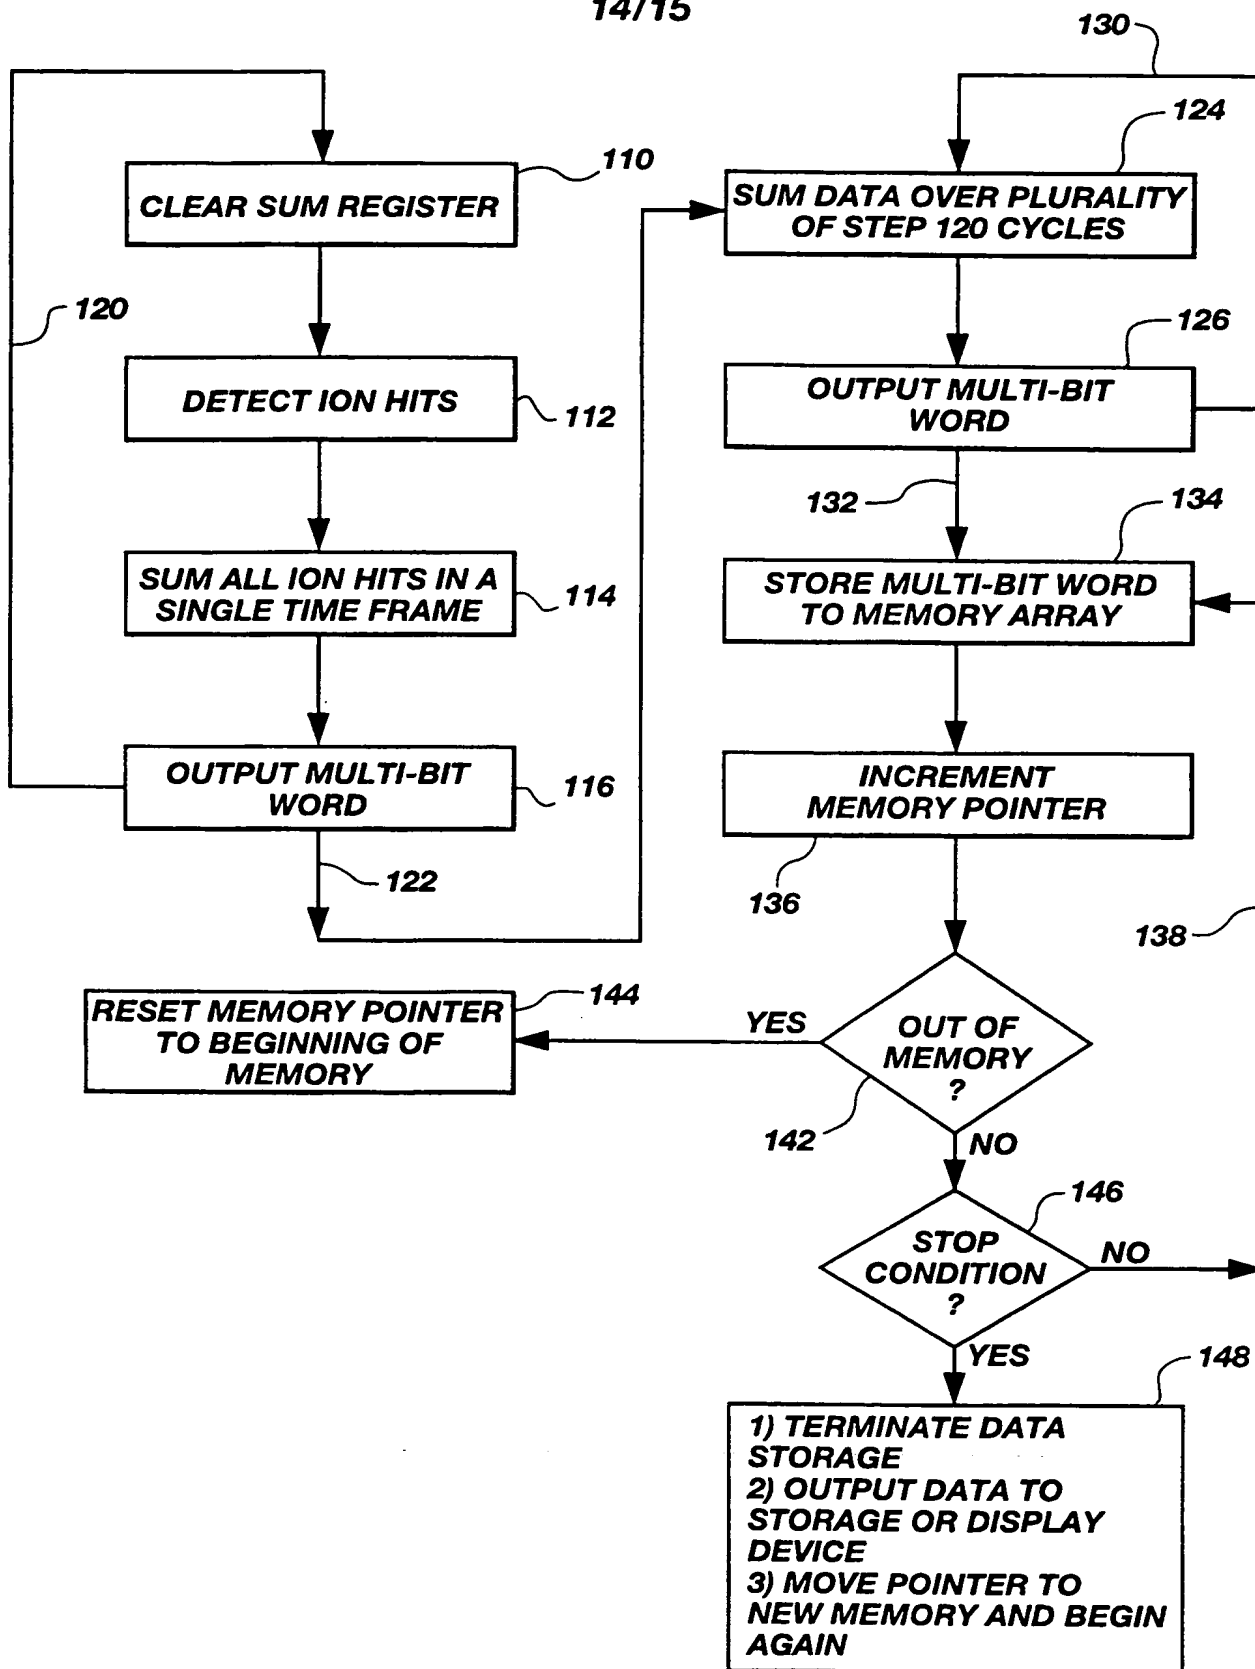 14/15
130
124
110
CLEAR SUM REGISTER
SUM DATA OVER PLURALITY
OF STEP 120 CYCLES
120
126
DETECT ION HITS
112
OUTPUT MULTI-BIT
WORD
132
134
SUM ALL ION HITS IN A
SINGLE TIME FRAME
114
STORE MULTI-BIT WORD
TO MEMORY ARRAY
OUTPUT MULTI-BIT
WORD
116
INCREMENT
MEMORY POINTER
122
136
138
144
RESET MEMORY POINTER
TO BEGINNING OF
MEMORY
YES
OUT OF
MEMORY
?
142
NO
146
STOP
CONDITION
?
NO
YES
148
1) TERMINATE DATA
STORAGE
2) OUTPUT DATA TO
STORAGE OR DISPLAY
DEVICE
3) MOVE POINTER TO
NEW MEMORY AND BEGIN
AGAIN